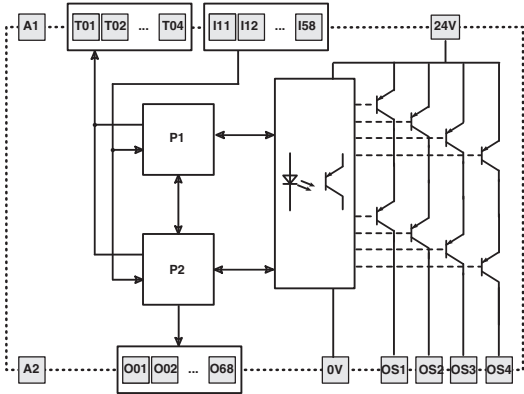 A1 T01 T02 ... T04 I11 I12 ... I58 24V
P1
P2
A2 O01 O02 ... O68 0V OS1 OS2 OS3 OS4